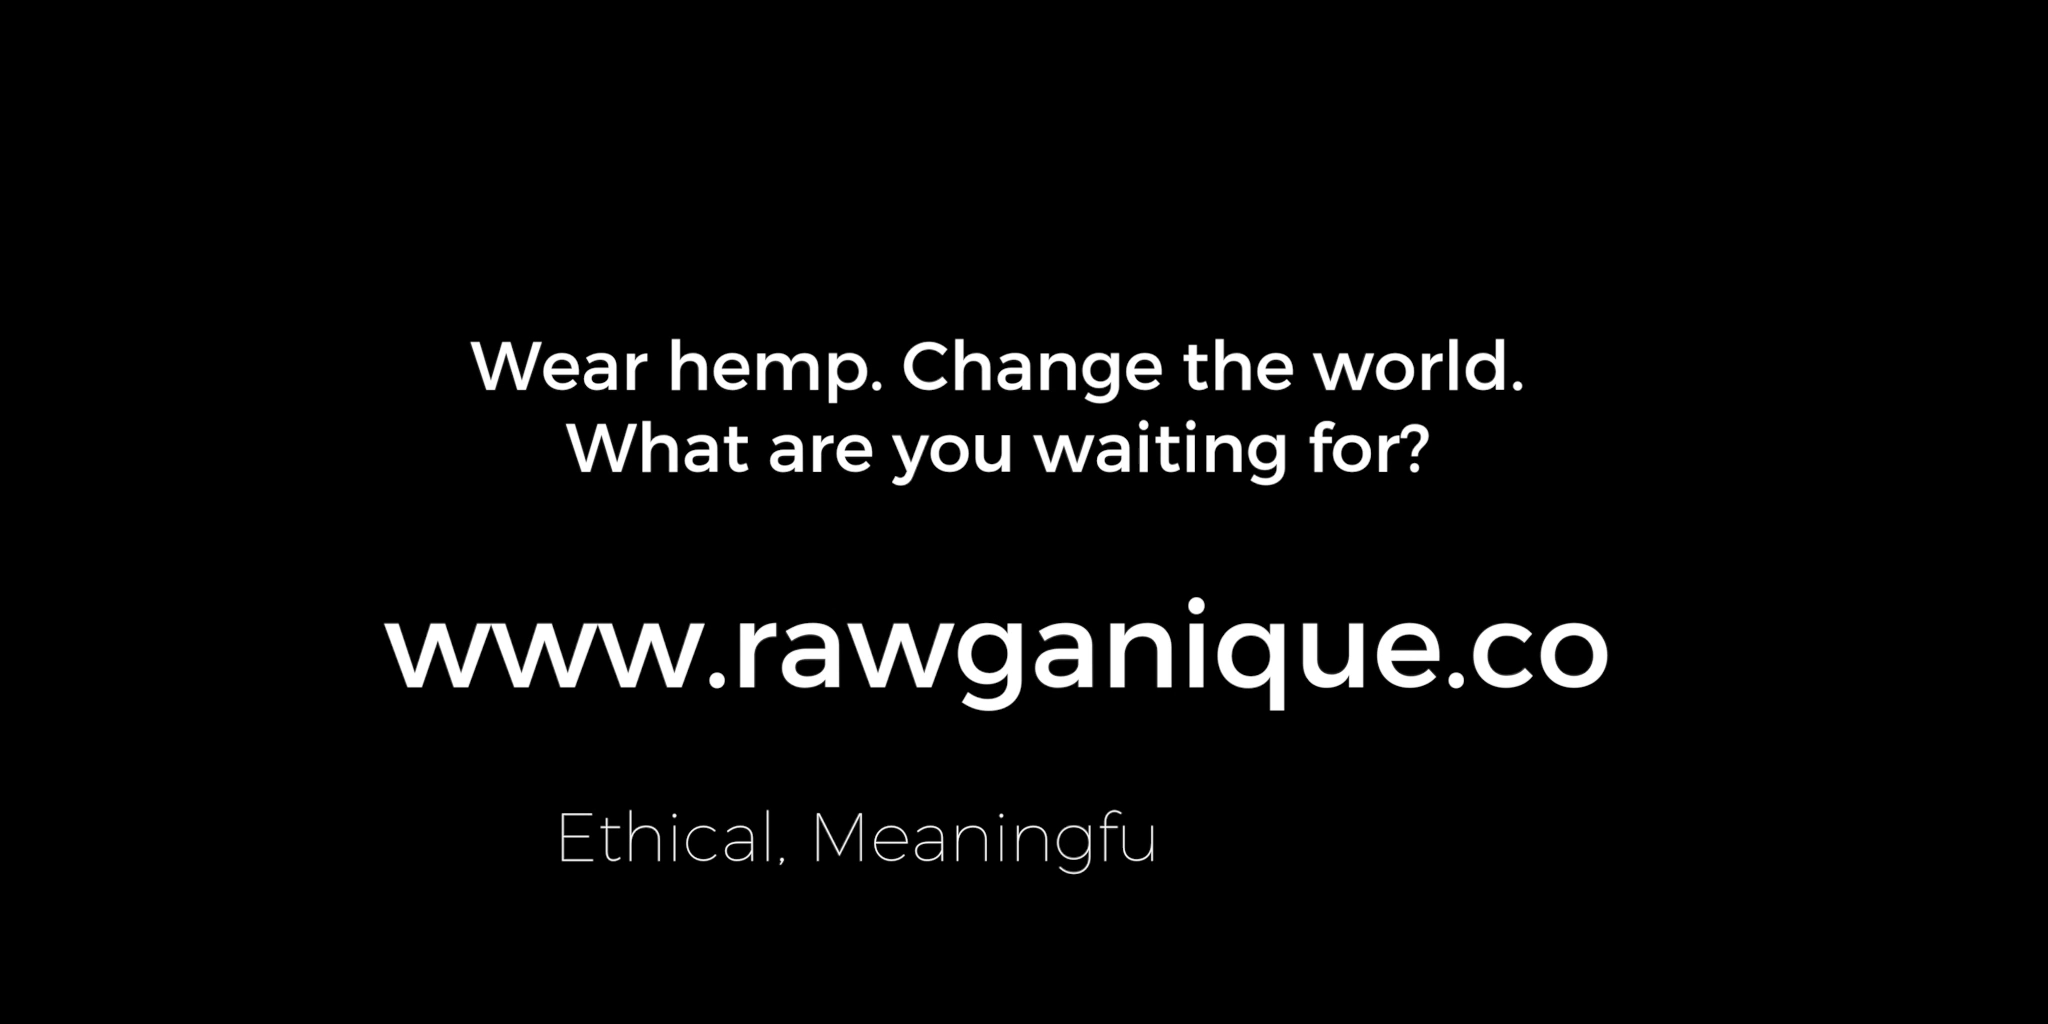 Wear hemp. Change the world.
What are you waiting for?
www.rawganique.co
Ethical, Meaningfu